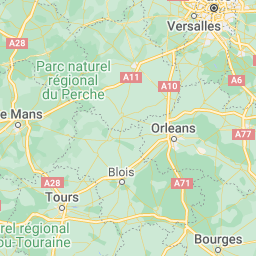 Versailles
A28
Parc naturel
régional
du Perche
A11
A10
A6
e Mans
Orleans
A77
Blois
A28
A71
Tours
el régional
ou-Touraine
Bourges